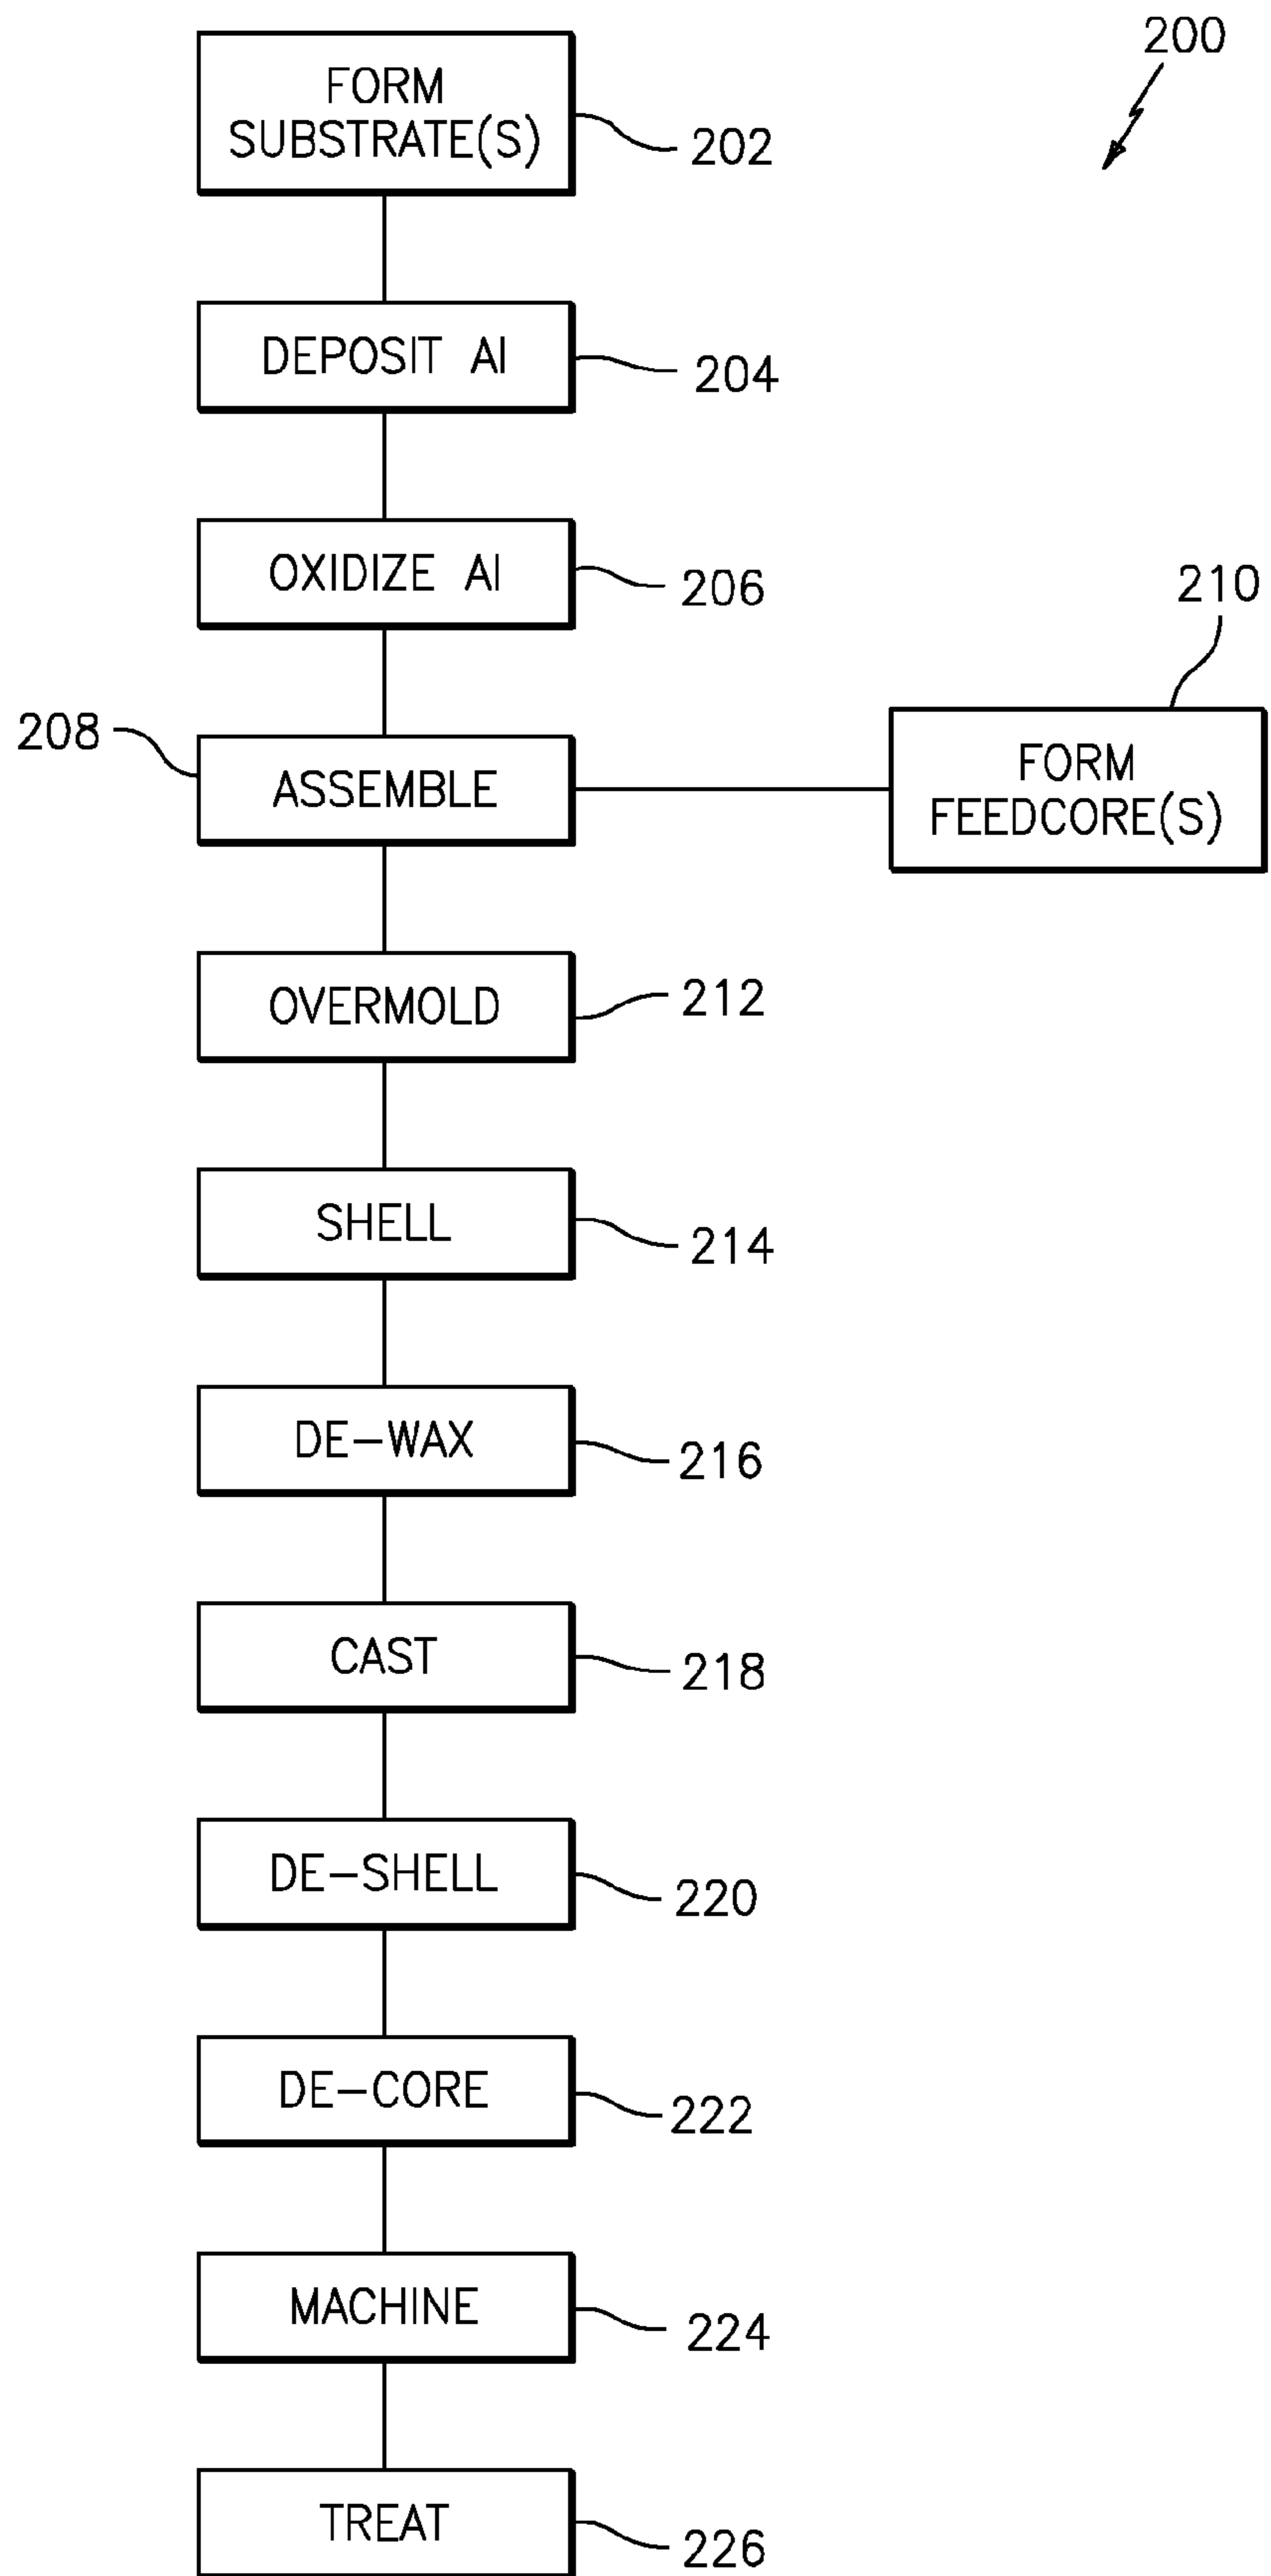 200
FORM
SUBSTRATE(S)
202
DEPOSIT Al
204
OXIDIZE Al
206
210
208
ASSEMBLE
FORM
FEEDCORE(S)
OVERMOLD
212
SHELL
214
DE-WAX
216
CAST
218
DE-SHELL
220
DE-CORE
222
MACHINE
224
TREAT
226